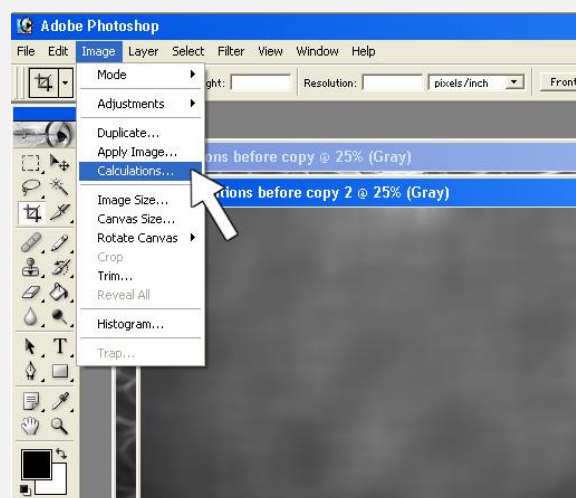 Adobe Photoshop
File Edit Image Layer Select Filter View Window Help
ght: Resolution: pixels/inch Front
Mode
Adjustments
Duplicate...
Apply Image...
Calculations...
Image Size...
Canvas Size...
Rotate Canvas
Crop
Trim...
Reveal All
Histogram...
Trap...
ons before copy @ 25% (Gray)
tions before copy 2 @ 25% (Gray)
T